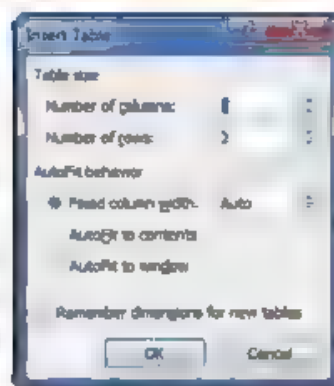 Insert Table
Table size
Number of columns:
Number of rows: 2
AutoFit behavior
Fixed column width: Auto
AutoFit to contents
AutoFit to window
Remember dimensions for new tables
OK Cancel